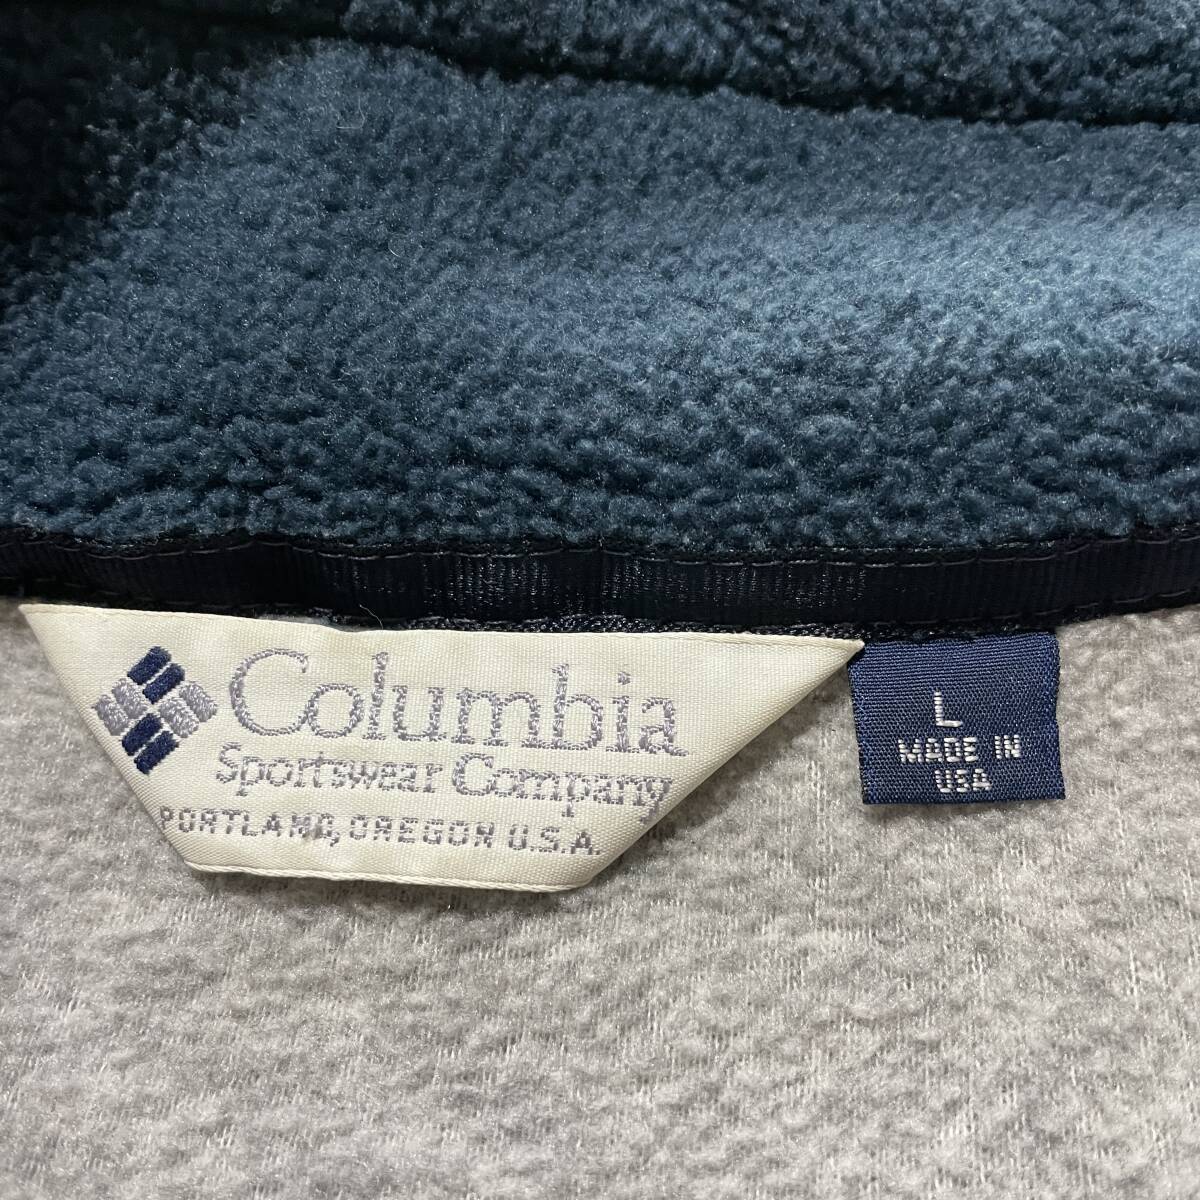 Columbia
Sportswear Company
PORTLAND, OREGON U.S.A.
L
MADE IN
USA